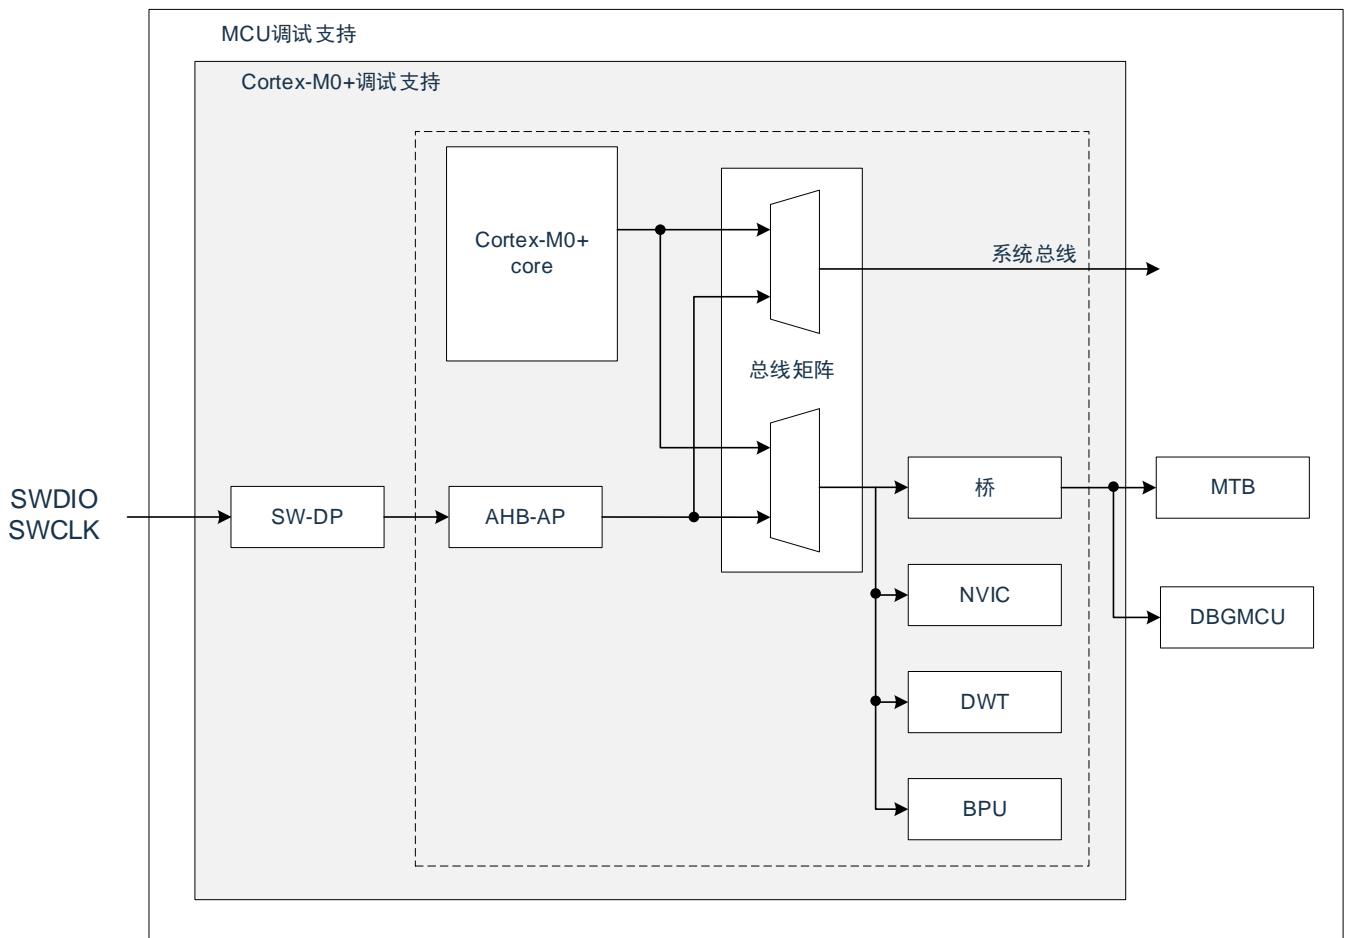 MCU调试支持
Cortex-M0+调试支持
Cortex-M0+
core
系统总线
总线矩阵
SWDIO
SWCLK
SW-DP
AHB-AP
桥
MTB
NVIC
DBGMCU
DWT
BPU